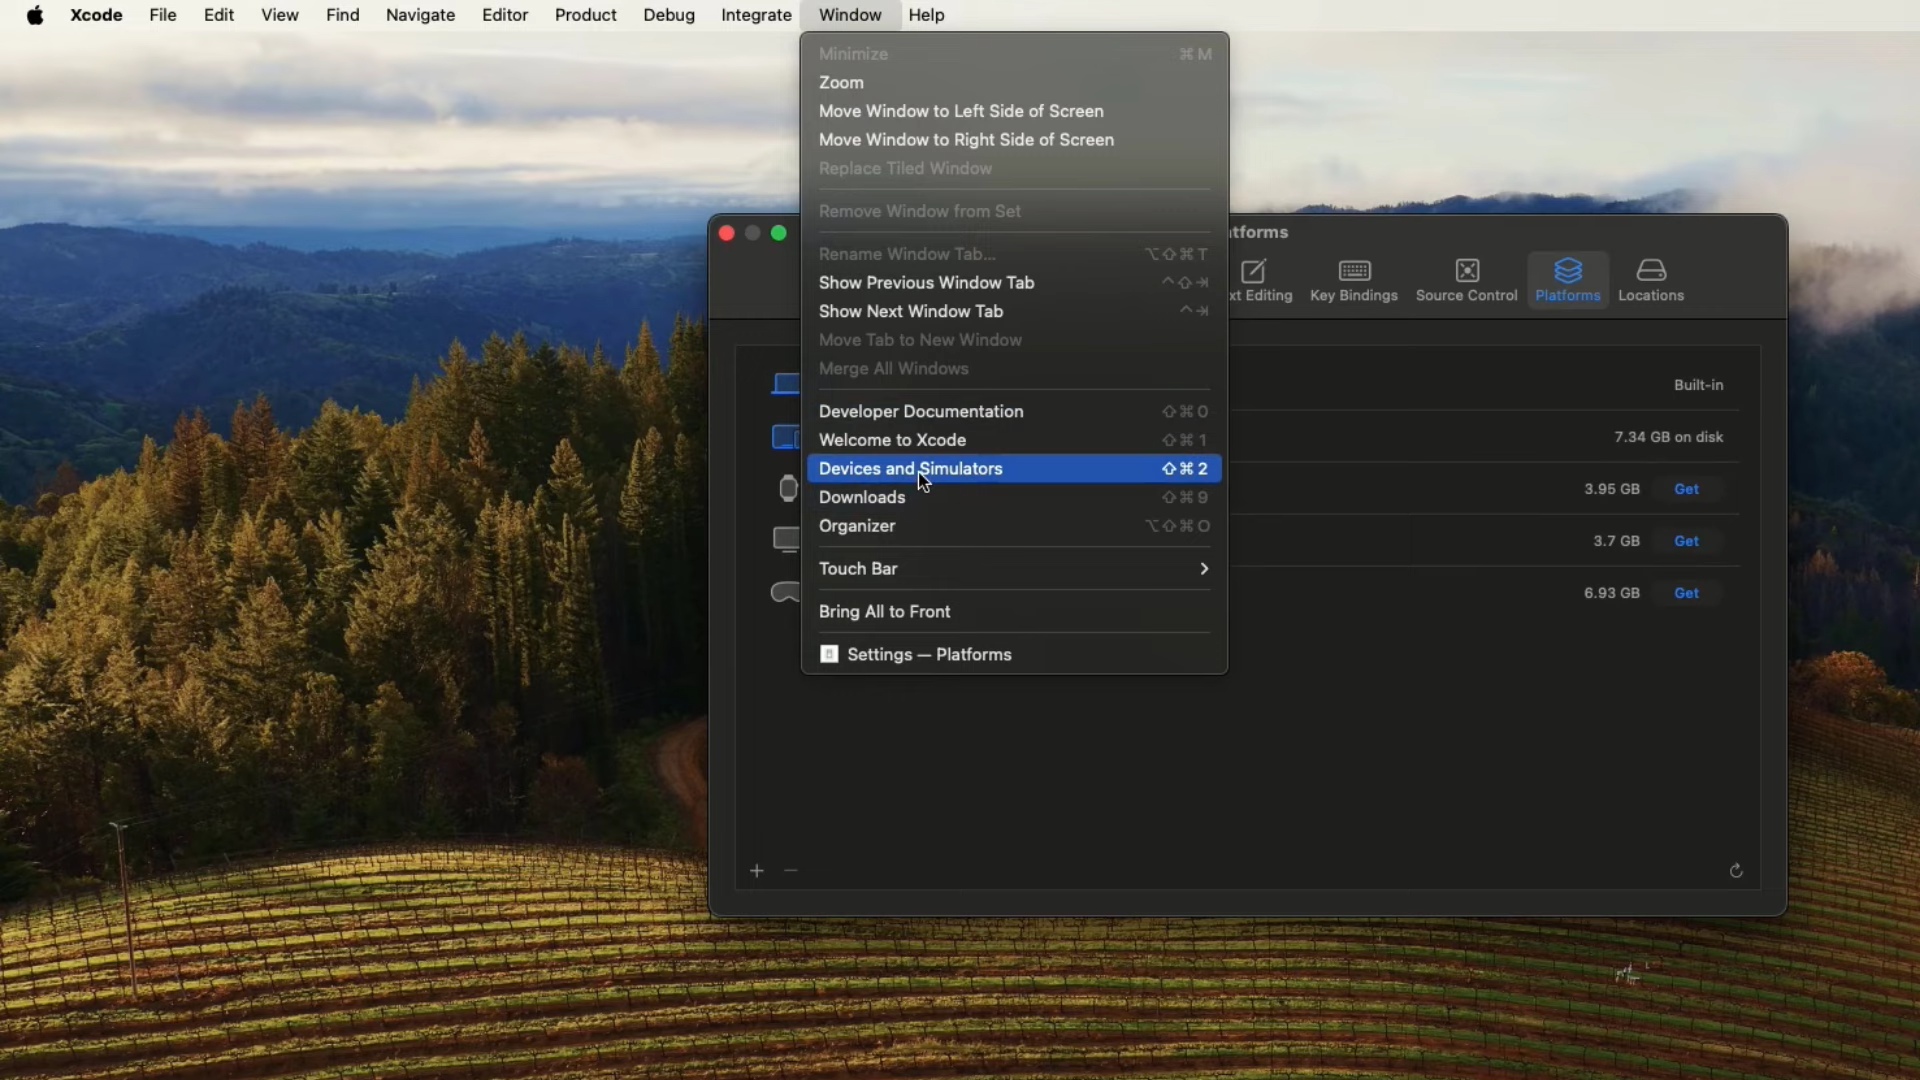 Xcode File Edit View Find Navigate Editor Product Debug Integrate Window Help
Minimize ⌘ M
Zoom
Move Window to Left Side of Screen
Move Window to Right Side of Screen
Replace Tiled Window
Remove Window from Set
Rename Window Tab... ⌥⇧⌘ T
Show Previous Window Tab ^⇧⇥
Show Next Window Tab ^⇥
Move Tab to New Window
Merge All Windows
Developer Documentation ⇧⌘ 0
Welcome to Xcode ⇧⌘ 1
Devices and Simulators ⇧⌘ 2
Downloads ⇧⌘ 9
Organizer ⌥⇧⌘ O
Touch Bar
Bring All to Front
Settings — Platforms
tforms
xt Editing Key Bindings Source Control Platforms Locations
Built-in
7.34 GB on disk
3.95 GB Get
3.7 GB Get
6.93 GB Get